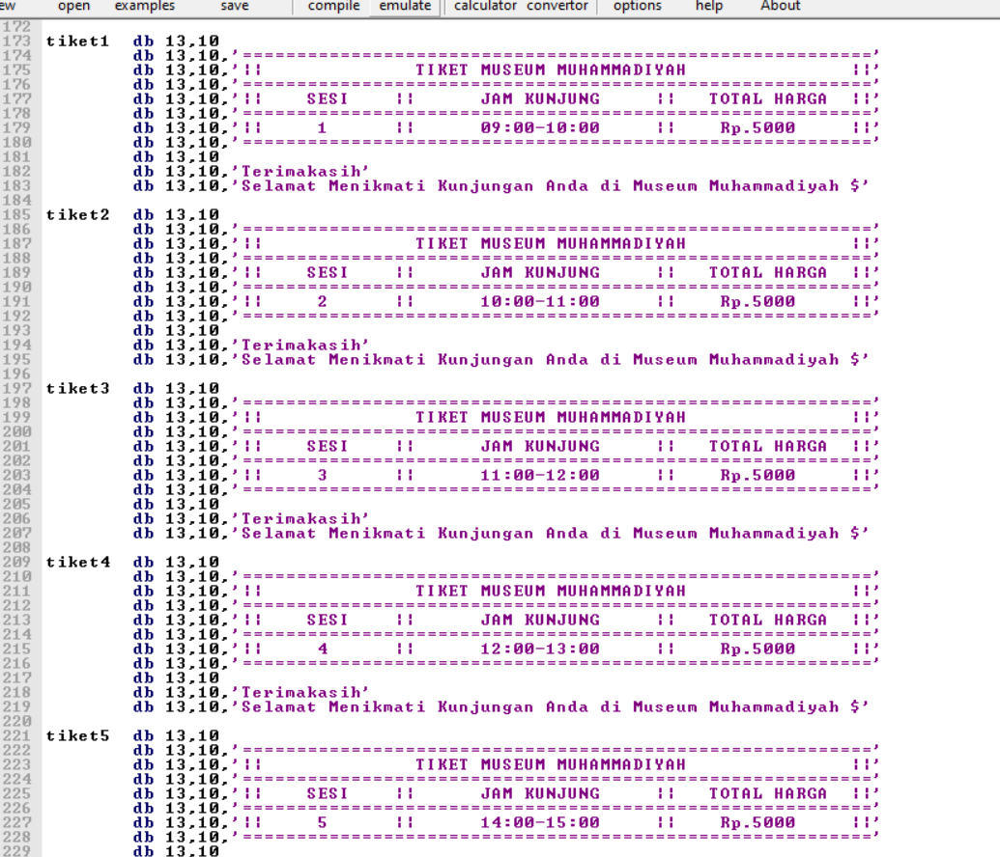 ew open examples save compile emulate calculator convertor options help About
172
173 tiket1 db 13,10
174 db 13,10,'=========================================================='
175 db 13,10,'|| TIKET MUSEUM MUHAMMADIYAH ||'
176 db 13,10,'=========================================================='
177 db 13,10,'|| SESI || JAM KUNJUNG || TOTAL HARGA ||'
178 db 13,10,'=========================================================='
179 db 13,10,'|| 1 || 09:00-10:00 || Rp.5000 ||'
180 db 13,10,'=========================================================='
181 db 13,10
182 db 13,10,'Terimakasih'
183 db 13,10,'Selamat Menikmati Kunjungan Anda di Museum Muhammadiyah $'
184
185 tiket2 db 13,10
186 db 13,10,'=========================================================='
187 db 13,10,'|| TIKET MUSEUM MUHAMMADIYAH ||'
188 db 13,10,'=========================================================='
189 db 13,10,'|| SESI || JAM KUNJUNG || TOTAL HARGA ||'
190 db 13,10,'=========================================================='
191 db 13,10,'|| 2 || 10:00-11:00 || Rp.5000 ||'
192 db 13,10,'=========================================================='
193 db 13,10
194 db 13,10,'Terimakasih'
195 db 13,10,'Selamat Menikmati Kunjungan Anda di Museum Muhammadiyah $'
196
197 tiket3 db 13,10
198 db 13,10,'=========================================================='
199 db 13,10,'|| TIKET MUSEUM MUHAMMADIYAH ||'
200 db 13,10,'=========================================================='
201 db 13,10,'|| SESI || JAM KUNJUNG || TOTAL HARGA ||'
202 db 13,10,'=========================================================='
203 db 13,10,'|| 3 || 11:00-12:00 || Rp.5000 ||'
204 db 13,10,'=========================================================='
205 db 13,10
206 db 13,10,'Terimakasih'
207 db 13,10,'Selamat Menikmati Kunjungan Anda di Museum Muhammadiyah $'
208
209 tiket4 db 13,10
210 db 13,10,'=========================================================='
211 db 13,10,'|| TIKET MUSEUM MUHAMMADIYAH ||'
212 db 13,10,'=========================================================='
213 db 13,10,'|| SESI || JAM KUNJUNG || TOTAL HARGA ||'
214 db 13,10,'=========================================================='
215 db 13,10,'|| 4 || 12:00-13:00 || Rp.5000 ||'
216 db 13,10,'=========================================================='
217 db 13,10
218 db 13,10,'Terimakasih'
219 db 13,10,'Selamat Menikmati Kunjungan Anda di Museum Muhammadiyah $'
220
221 tiket5 db 13,10
222 db 13,10,'=========================================================='
223 db 13,10,'|| TIKET MUSEUM MUHAMMADIYAH ||'
224 db 13,10,'=========================================================='
225 db 13,10,'|| SESI || JAM KUNJUNG || TOTAL HARGA ||'
226 db 13,10,'=========================================================='
227 db 13,10,'|| 5 || 14:00-15:00 || Rp.5000 ||'
228 db 13,10,'=========================================================='
229 db 13,10